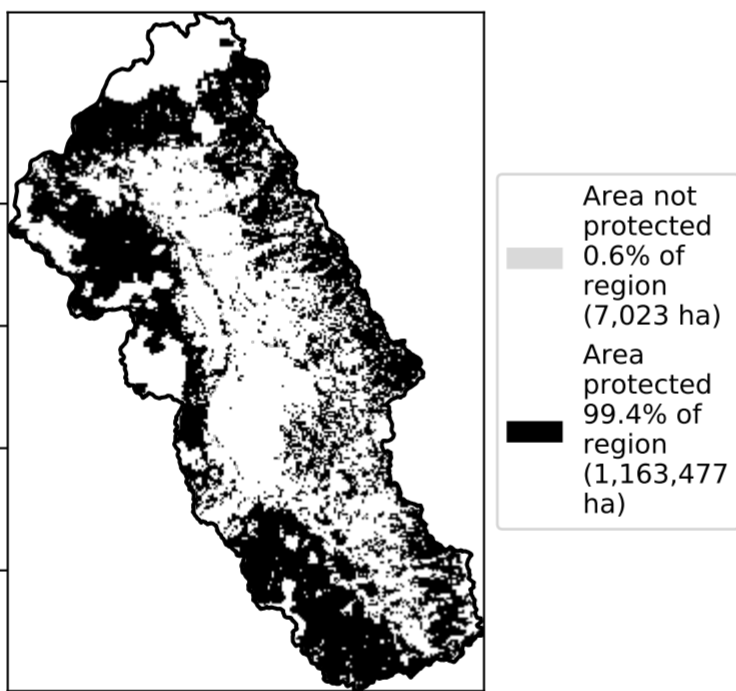 Area not
protected
0.6% of
region
(7,023 ha)
Area
protected
99.4% of
region
(1,163,477
ha)